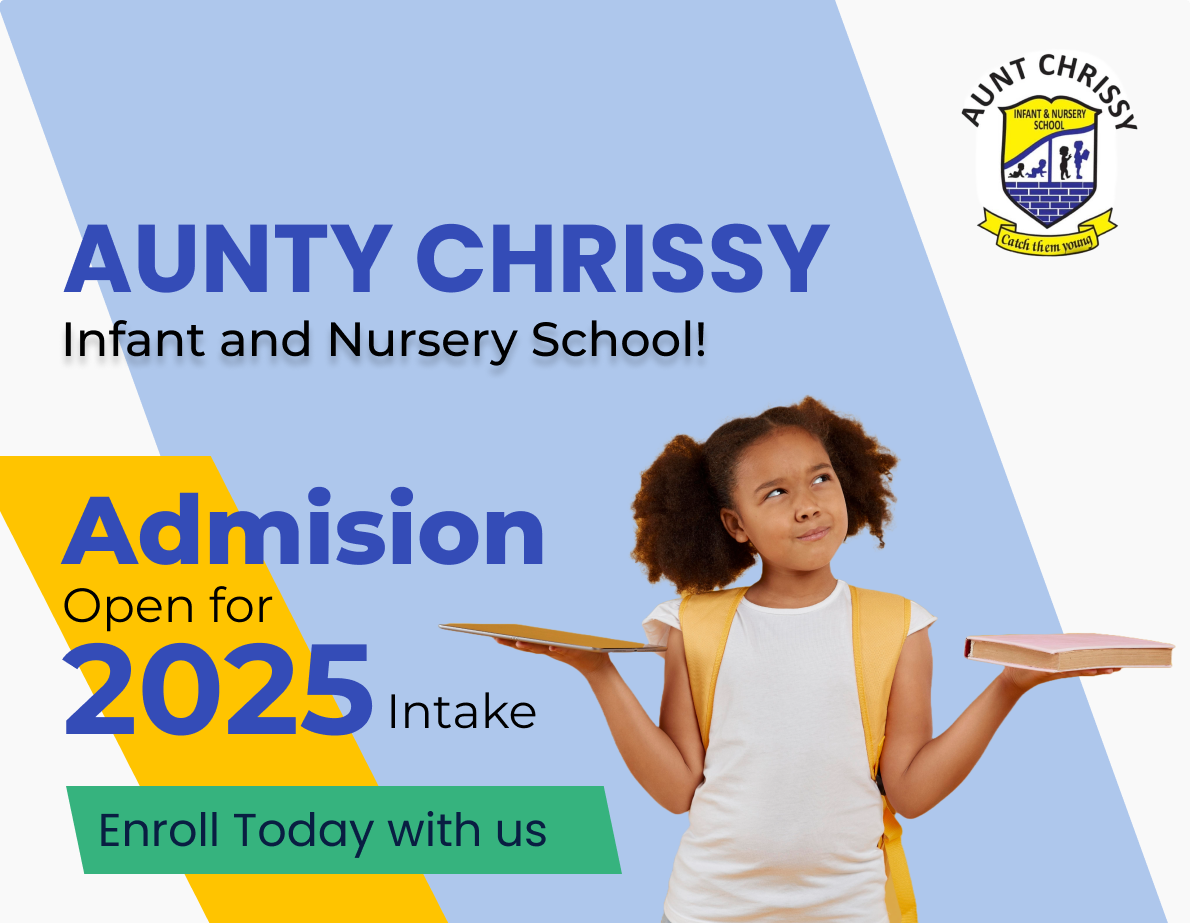 AUNT CHRISSY
INFANT & NURSERY
SCHOOL
Catch them young
AUNTY CHRISSY
Infant and Nursery School!
Admision
Open for
2025 Intake
Enroll Today with us